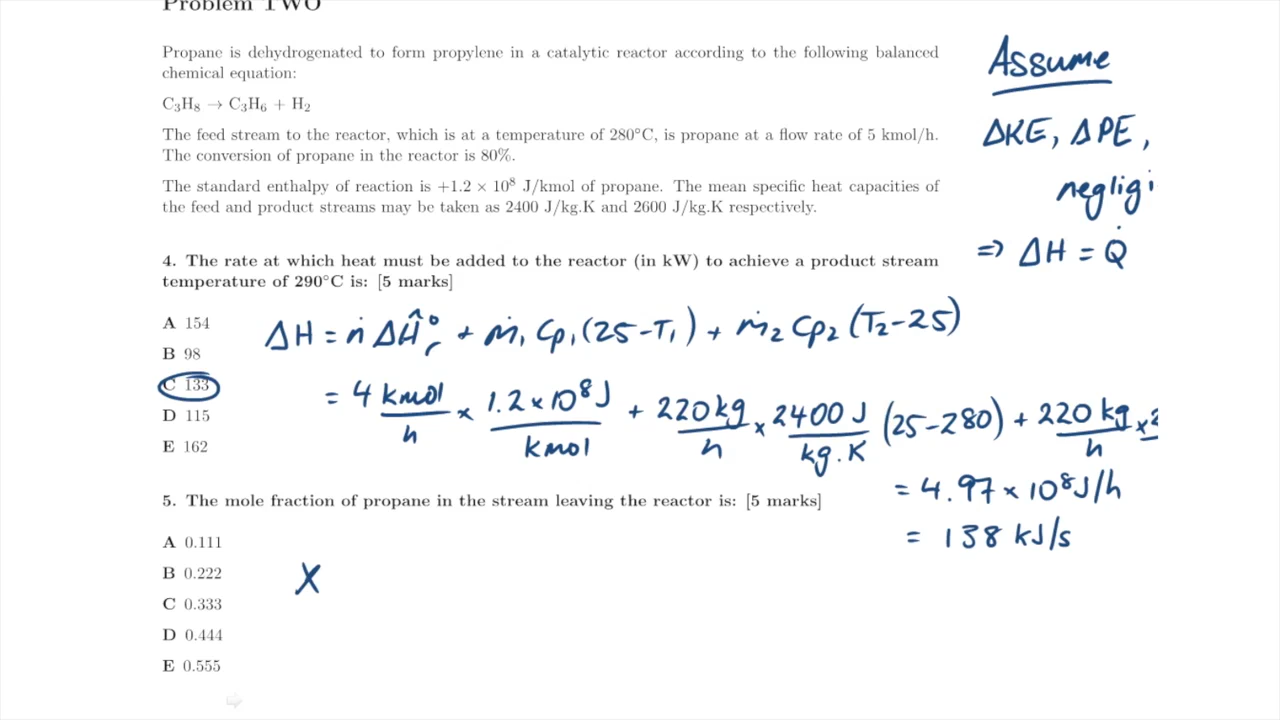 Problem TWO
Propane is dehydrogenated to form propylene in a catalytic reactor according to the following balanced
chemical equation:
C₃H₈ → C₃H₆ + H₂
The feed stream to the reactor, which is at a temperature of 280°C, is propane at a flow rate of 5 kmol/h.
The conversion of propane in the reactor is 80%.
The standard enthalpy of reaction is +1.2 × 10⁸ J/kmol of propane. The mean specific heat capacities of
the feed and product streams may be taken as 2400 J/kg.K and 2600 J/kg.K respectively.
Assume
ΔKE, ΔPE,
negligi
⇒ ΔH = Q̇
4. The rate at which heat must be added to the reactor (in kW) to achieve a product stream
temperature of 290°C is: [5 marks]
A 154
B 98
C 133
D 115
E 162
ΔH = ṅ ΔĤ°r + ṁ₁ Cp₁ (25-T₁) + ṁ₂ Cp₂ (T₂-25)
= 4 kmol/h × 1.2×10⁸ J/kmol + 220 kg/h × 2400 J/kg.K (25-280) + 220 kg/h × 2
= 4.97 × 10⁸ J/h
= 138 kJ/s
5. The mole fraction of propane in the stream leaving the reactor is: [5 marks]
A 0.111
B 0.222
C 0.333
D 0.444
E 0.555
X